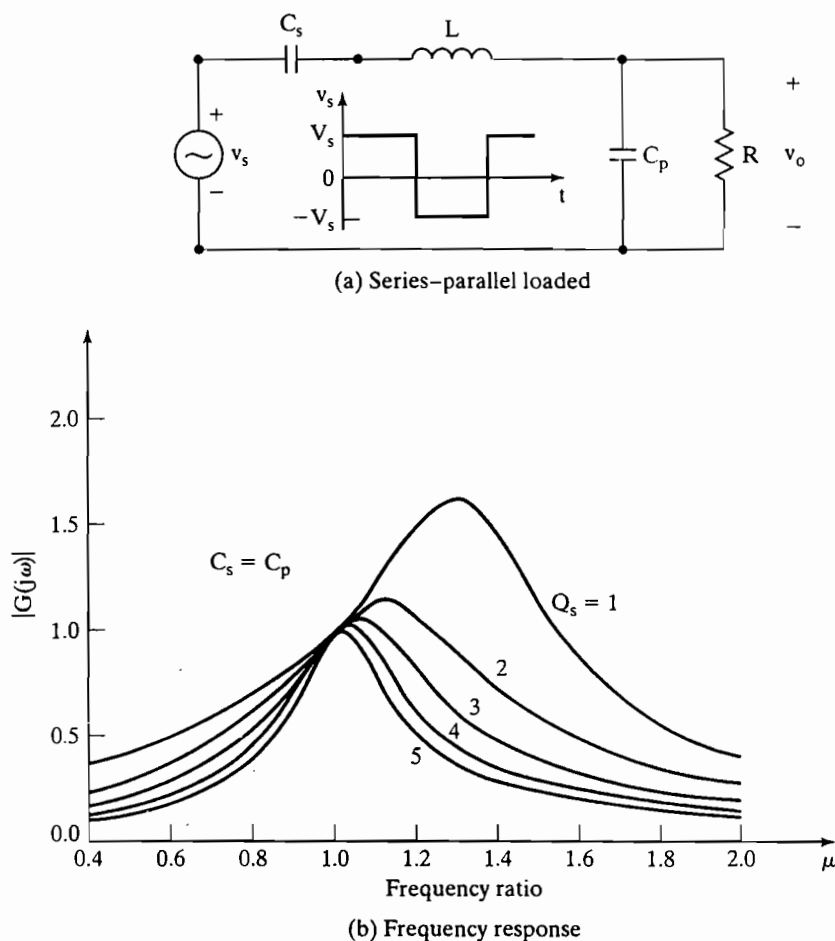 C_s
L
v_s
V_s
+
v_s
−
0
t
−V_s
C_p
R
+
v_o
−
(a) Series–parallel loaded
|G(jω)|
2.0
1.5
1.0
0.5
0.0
C_s = C_p
Q_s = 1
2
3
4
5
0.4 0.6 0.8 1.0 1.2 1.4 1.6 1.8 2.0 μ
Frequency ratio
(b) Frequency response